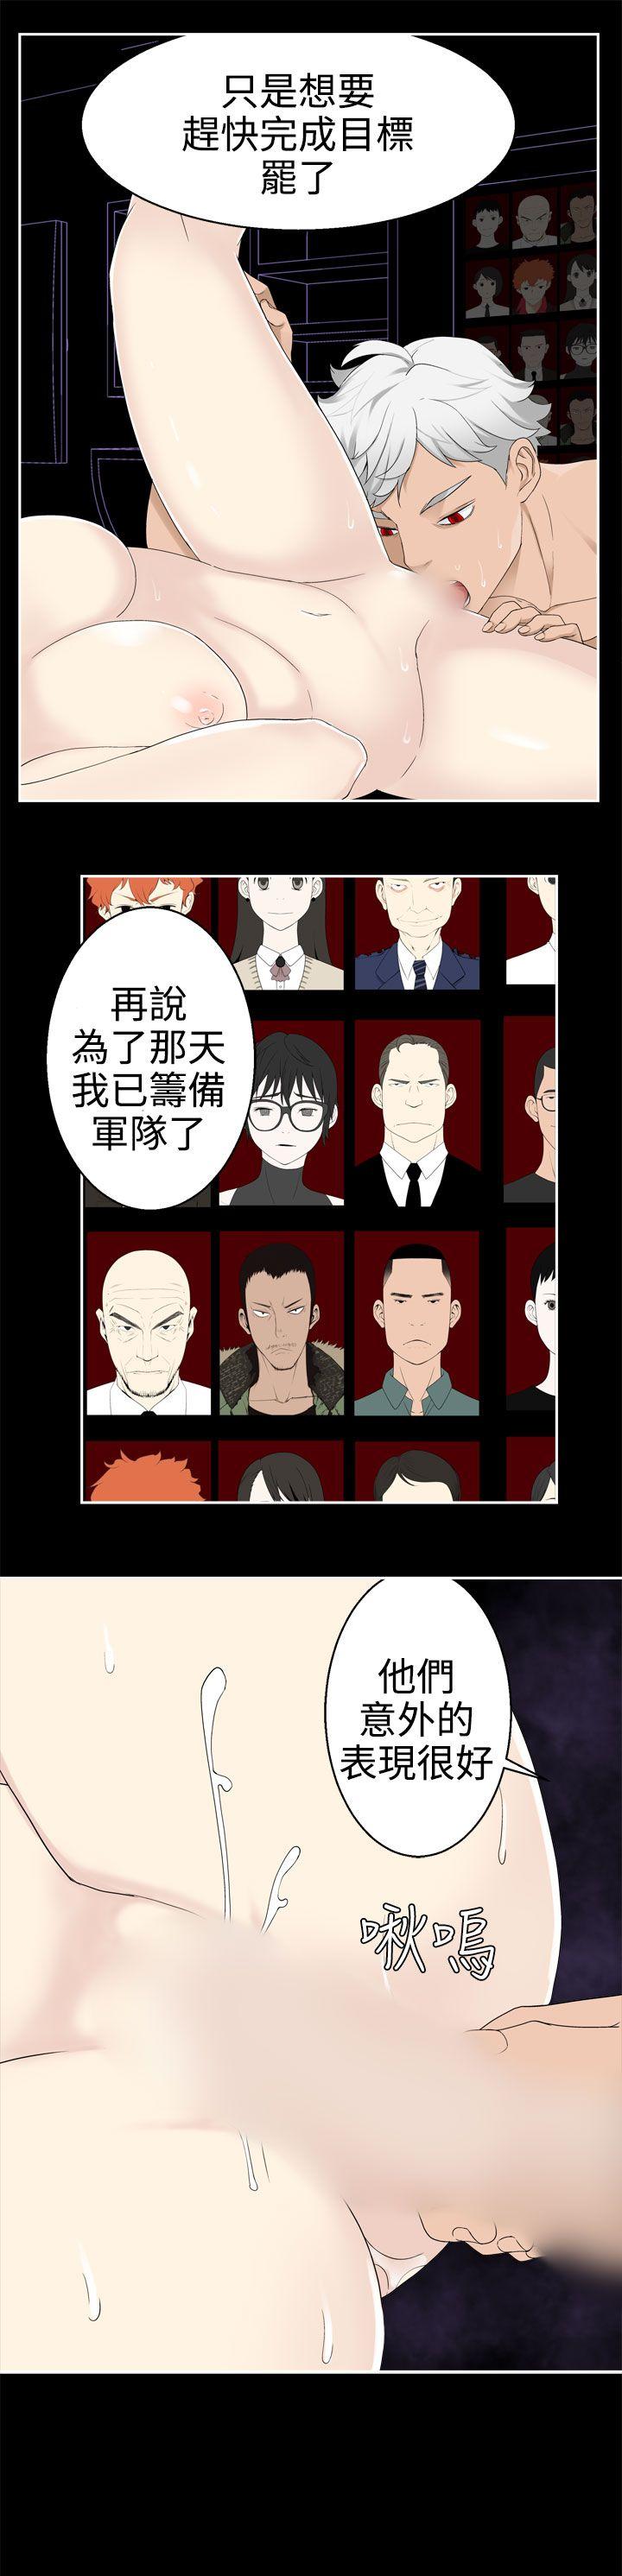 只是想要
趕快完成目標
罷了
再說
為了那天
我已籌備
軍隊了
他們
意外的
表現很好
啾嗚